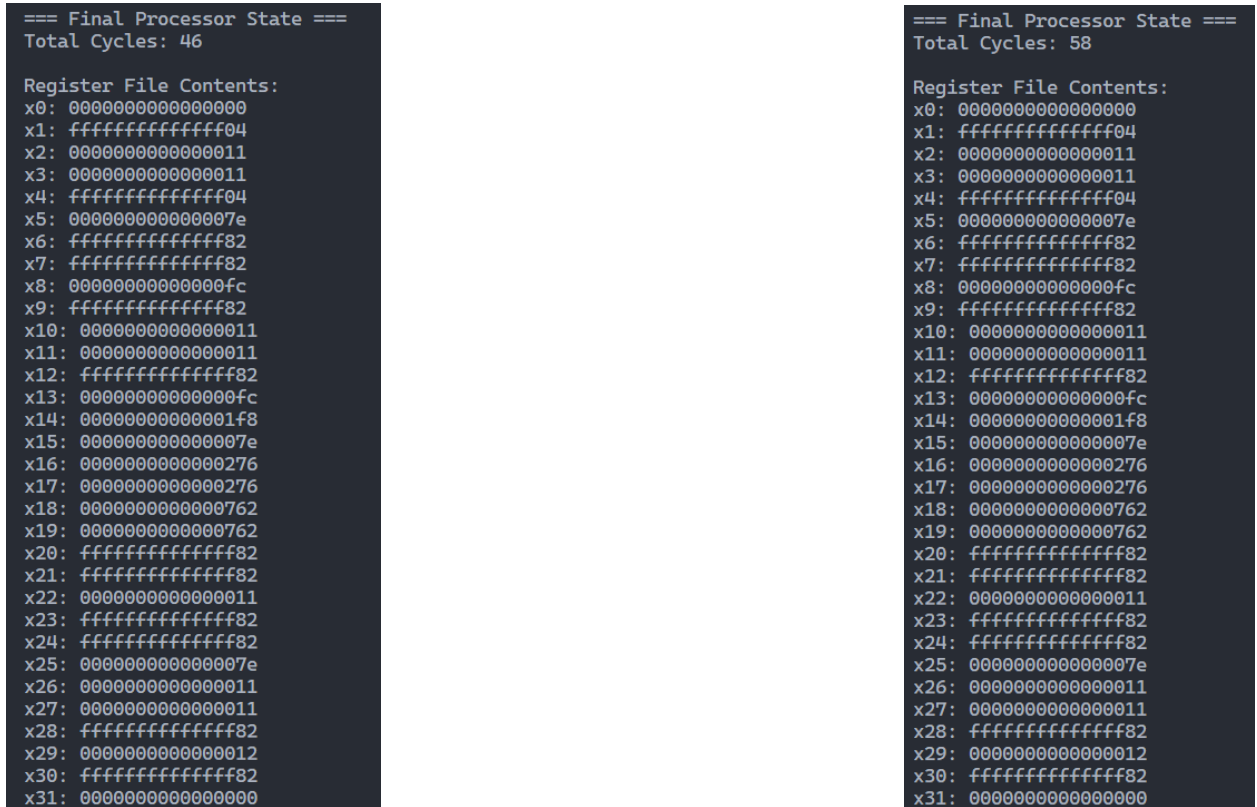 === Final Processor State ===
Total Cycles: 46
Register File Contents:
x0: 0000000000000000
x1: ffffffffffffff04
x2: 0000000000000011
x3: 0000000000000011
x4: ffffffffffffff04
x5: 000000000000007e
x6: ffffffffffffff82
x7: ffffffffffffff82
x8: 00000000000000fc
x9: ffffffffffffff82
x10: 0000000000000011
x11: 0000000000000011
x12: ffffffffffffff82
x13: 00000000000000fc
x14: 00000000000001f8
x15: 000000000000007e
x16: 0000000000000276
x17: 0000000000000276
x18: 0000000000000762
x19: 0000000000000762
x20: ffffffffffffff82
x21: ffffffffffffff82
x22: 0000000000000011
x23: ffffffffffffff82
x24: ffffffffffffff82
x25: 000000000000007e
x26: 0000000000000011
x27: 0000000000000011
x28: ffffffffffffff82
x29: 0000000000000012
x30: ffffffffffffff82
x31: 0000000000000000
=== Final Processor State ===
Total Cycles: 58
Register File Contents:
x0: 0000000000000000
x1: ffffffffffffff04
x2: 0000000000000011
x3: 0000000000000011
x4: ffffffffffffff04
x5: 000000000000007e
x6: ffffffffffffff82
x7: ffffffffffffff82
x8: 00000000000000fc
x9: ffffffffffffff82
x10: 0000000000000011
x11: 0000000000000011
x12: ffffffffffffff82
x13: 00000000000000fc
x14: 00000000000001f8
x15: 000000000000007e
x16: 0000000000000276
x17: 0000000000000276
x18: 0000000000000762
x19: 0000000000000762
x20: ffffffffffffff82
x21: ffffffffffffff82
x22: 0000000000000011
x23: ffffffffffffff82
x24: ffffffffffffff82
x25: 000000000000007e
x26: 0000000000000011
x27: 0000000000000011
x28: ffffffffffffff82
x29: 0000000000000012
x30: ffffffffffffff82
x31: 0000000000000000